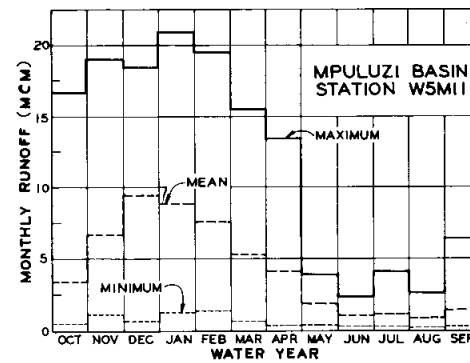 20
15
10
5
0
MONTHLY RUNOFF (MCM)
MPULUZI BASIN
STATION W5M11
MAXIMUM
MEAN
MINIMUM
OCT NOV DEC JAN FEB MAR APR MAY JUN JUL AUG SEP
WATER YEAR